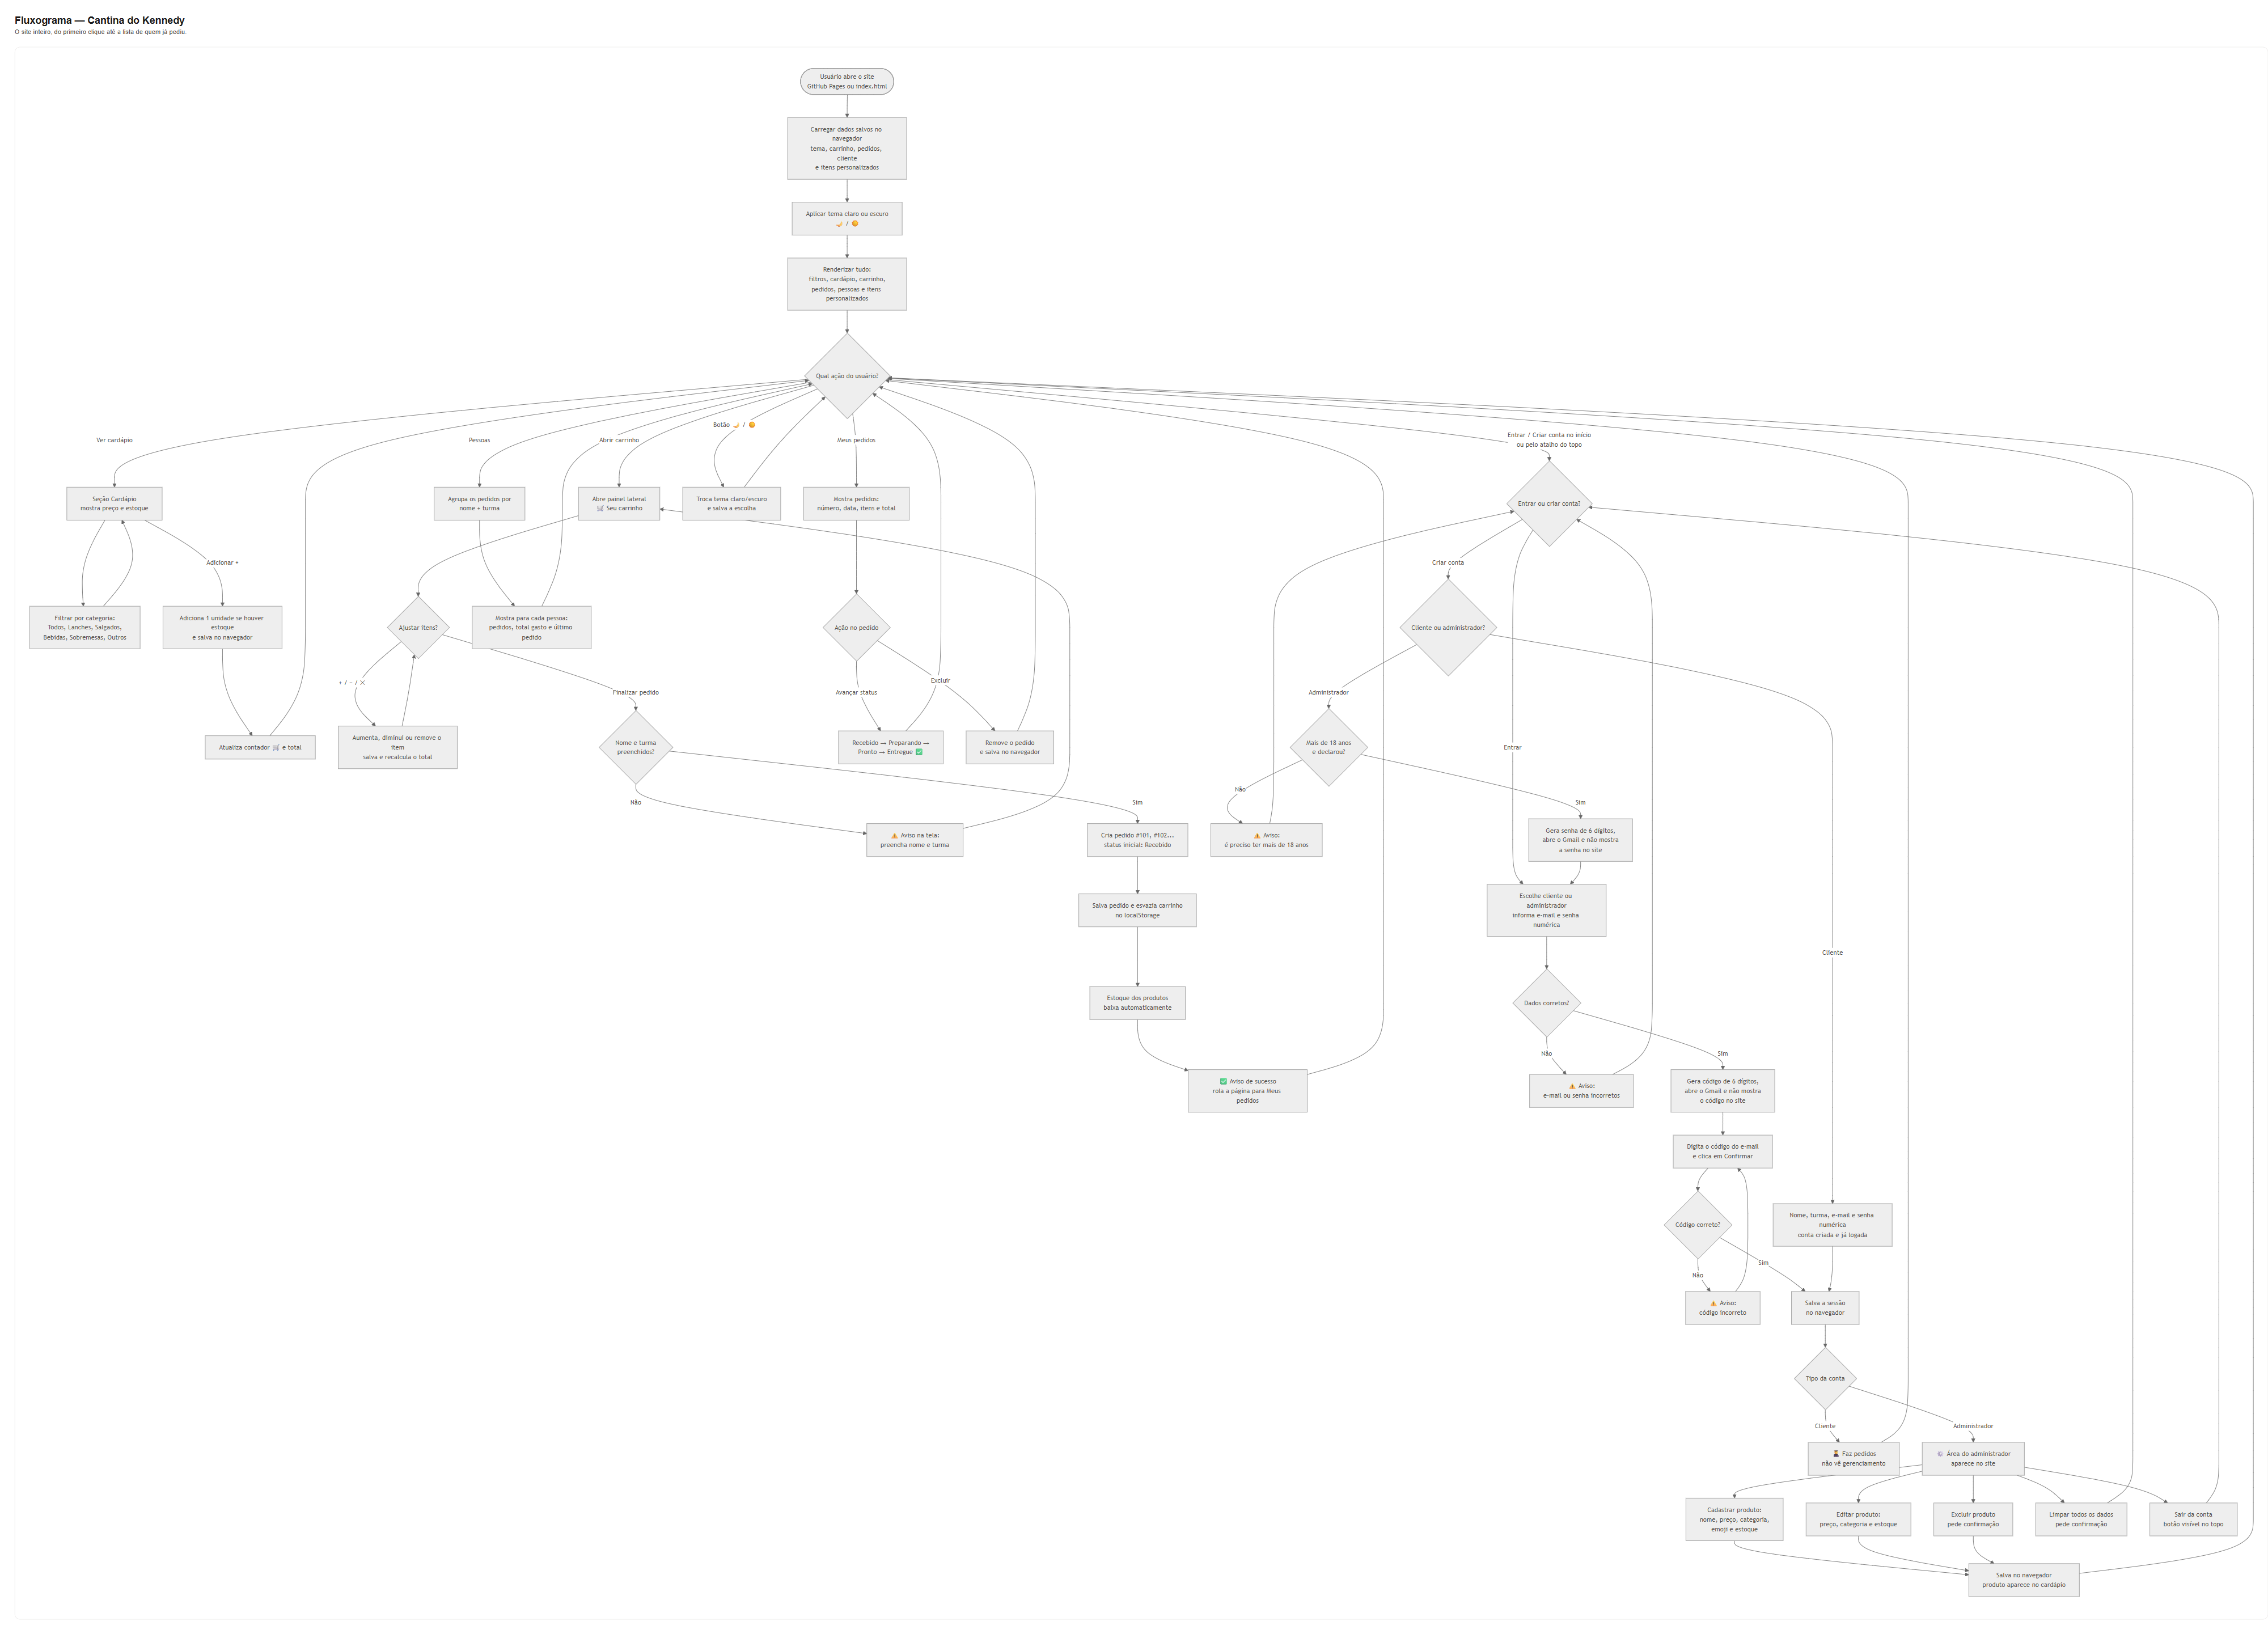 Fluxograma — Cantina do Kennedy
O site inteiro, do primeiro clique até a lista de quem já pediu.
Usuário abre o site
GitHub Pages ou index.html
Carregar dados salvos no
navegador
tema, carrinho, pedidos,
cliente
e itens personalizados
Aplicar tema claro ou escuro
🌙 / 🌞
Renderizar tudo:
filtros, cardápio, carrinho,
pedidos, pessoas e itens
personalizados
Qual ação do usuário?
Ver cardápio
Pessoas
Abrir carrinho
Botão 🌙 / 🌞
Meus pedidos
Entrar / Criar conta no início
ou pelo atalho do topo
Seção Cardápio
mostra preço e estoque
Agrupa os pedidos por
nome + turma
Abre painel lateral
🛒 Seu carrinho
Troca tema claro/escuro
e salva a escolha
Mostra pedidos:
número, data, itens e total
Entrar ou criar conta?
Adicionar +
Criar conta
Filtrar por categoria:
Todos, Lanches, Salgados,
Bebidas, Sobremesas, Outros
Adiciona 1 unidade se houver
estoque
e salva no navegador
Ajustar itens?
Mostra para cada pessoa:
pedidos, total gasto e último
pedido
Ação no pedido
Cliente ou administrador?
+ / − / ✕
Finalizar pedido
Avançar status
Excluir
Administrador
Atualiza contador 🛒 e total
Aumenta, diminui ou remove o
item
salva e recalcula o total
Nome e turma
preenchidos?
Recebido → Preparando →
Pronto → Entregue ✅
Remove o pedido
e salva no navegador
Mais de 18 anos
e declarou?
Entrar
Não
Sim
Não
Sim
⚠️ Aviso na tela:
preencha nome e turma
Cria pedido #101, #102...
status inicial: Recebido
⚠️ Aviso:
é preciso ter mais de 18 anos
Gera senha de 6 dígitos,
abre o Gmail e não mostra
a senha no site
Salva pedido e esvazia carrinho
no localStorage
Escolhe cliente ou
administrador
informa e-mail e senha
numérica
Cliente
Estoque dos produtos
baixa automaticamente
Dados corretos?
Não
Sim
✅ Aviso de sucesso
rola a página para Meus
pedidos
⚠️ Aviso:
e-mail ou senha incorretos
Gera código de 6 dígitos,
abre o Gmail e não mostra
o código no site
Digita o código do e-mail
e clica em Confirmar
Código correto?
Nome, turma, e-mail e senha
numérica
conta criada e já logada
Não
Sim
⚠️ Aviso:
código incorreto
Salva a sessão
no navegador
Tipo da conta
Cliente
Administrador
Faz pedidos
não vê gerenciamento
⚙️ Área do administrador
aparece no site
Cadastrar produto:
nome, preço, categoria,
emoji e estoque
Editar produto:
preço, categoria e estoque
Excluir produto
pede confirmação
Limpar todos os dados
pede confirmação
Sair da conta
botão visível no topo
Salva no navegador
produto aparece no cardápio